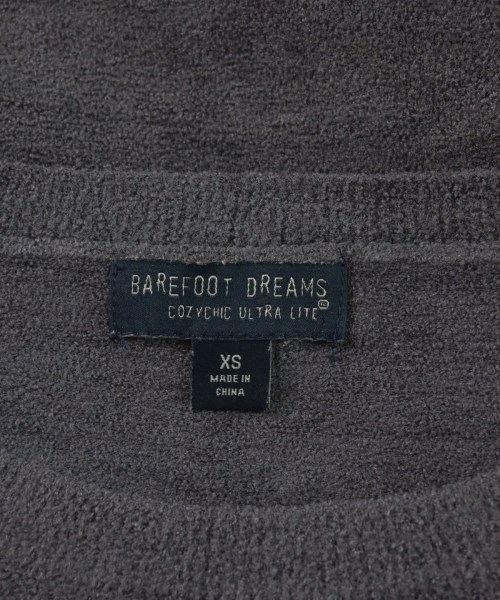 BAREFOOT DREAMS
COZYCHIC ULTRA LITE®
XS
MADE IN
CHINA